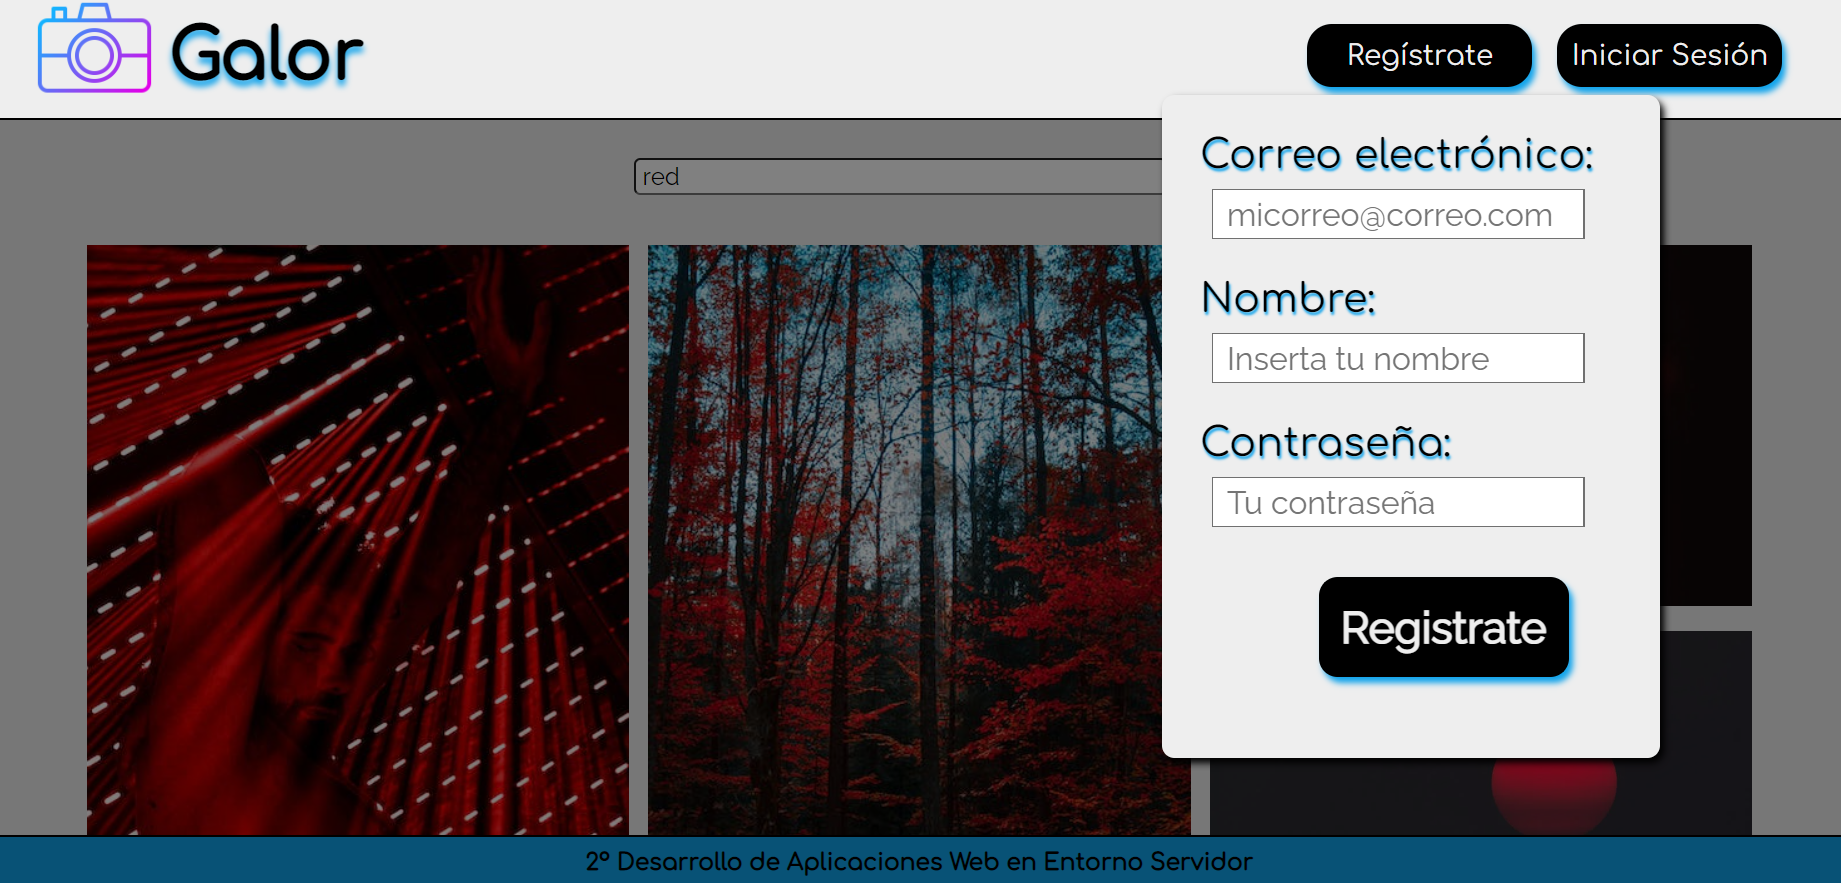 Galor
Regístrate
Iniciar Sesión
red
Correo electrónico:
micorreo@correo.com
Nombre:
Inserta tu nombre
Contraseña:
Tu contraseña
Registrate
2º Desarrollo de Aplicaciones Web en Entorno Servidor